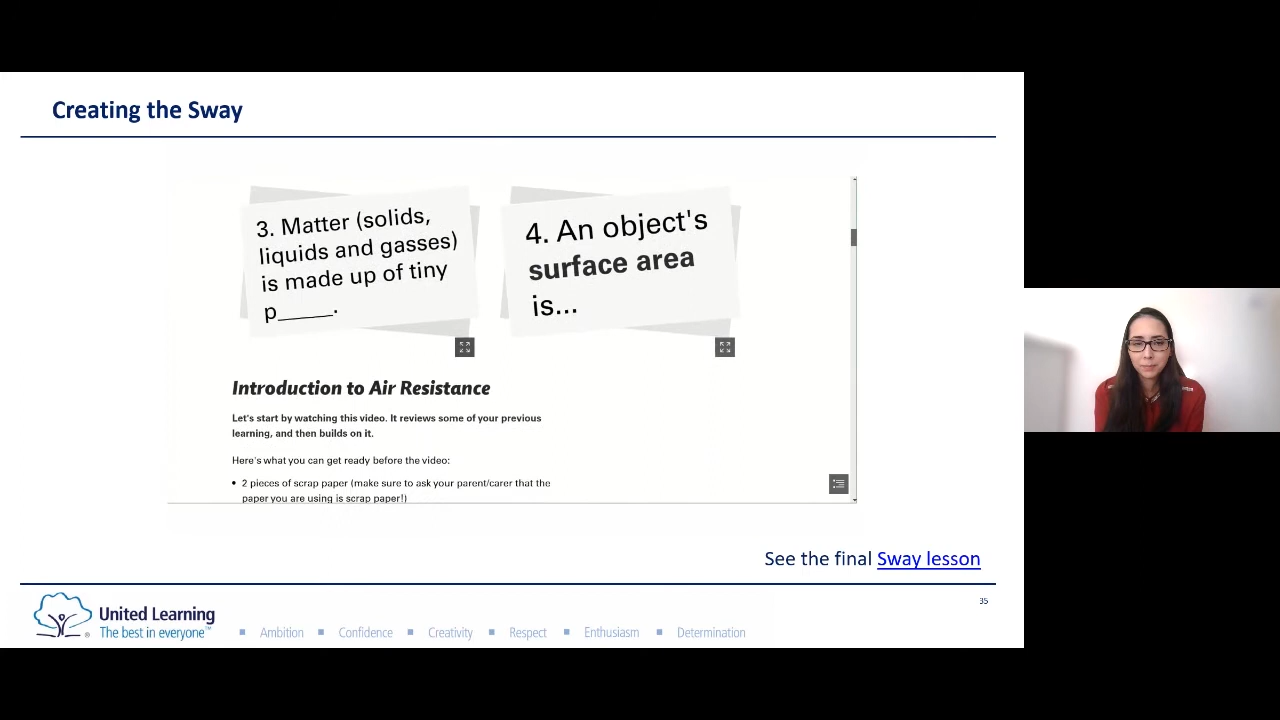 Creating the Sway
3. Matter (solids,
liquids and gasses)
is made up of tiny
p_____.
4. An object's
surface area
is...
Introduction to Air Resistance
Let's start by watching this video. It reviews some of your previous
learning, and then builds on it.
Here's what you can get ready before the video:
• 2 pieces of scrap paper (make sure to ask your parent/carer that the
paper you are using is scrap paper!)
See the final Sway lesson
35
United Learning
The best in everyone™
®
▪ Ambition ▪ Confidence ▪ Creativity ▪ Respect ▪ Enthusiasm ▪ Determination